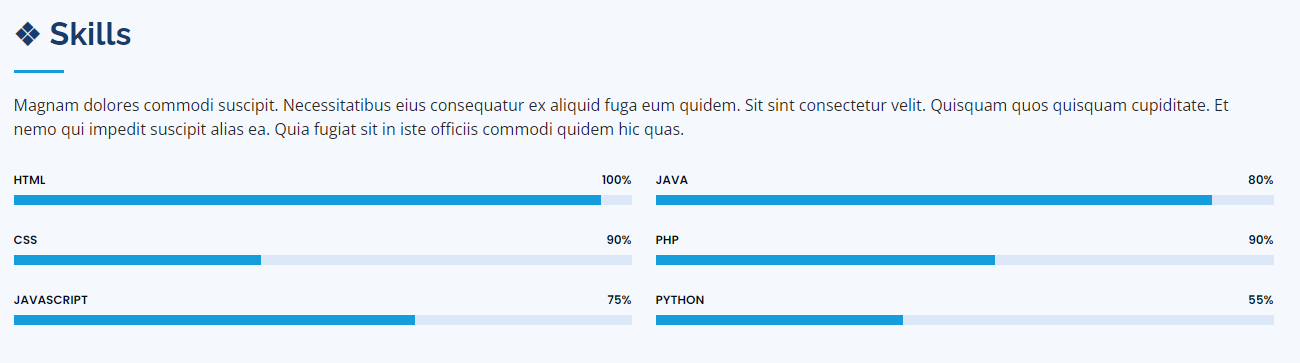 ❖ Skills
Magnam dolores commodi suscipit. Necessitatibus eius consequatur ex aliquid fuga eum quidem. Sit sint consectetur velit. Quisquam quos quisquam cupiditate. Et
nemo qui impedit suscipit alias ea. Quia fugiat sit in iste officiis commodi quidem hic quas.
HTML 100%
JAVA 80%
CSS 90%
PHP 90%
JAVASCRIPT 75%
PYTHON 55%